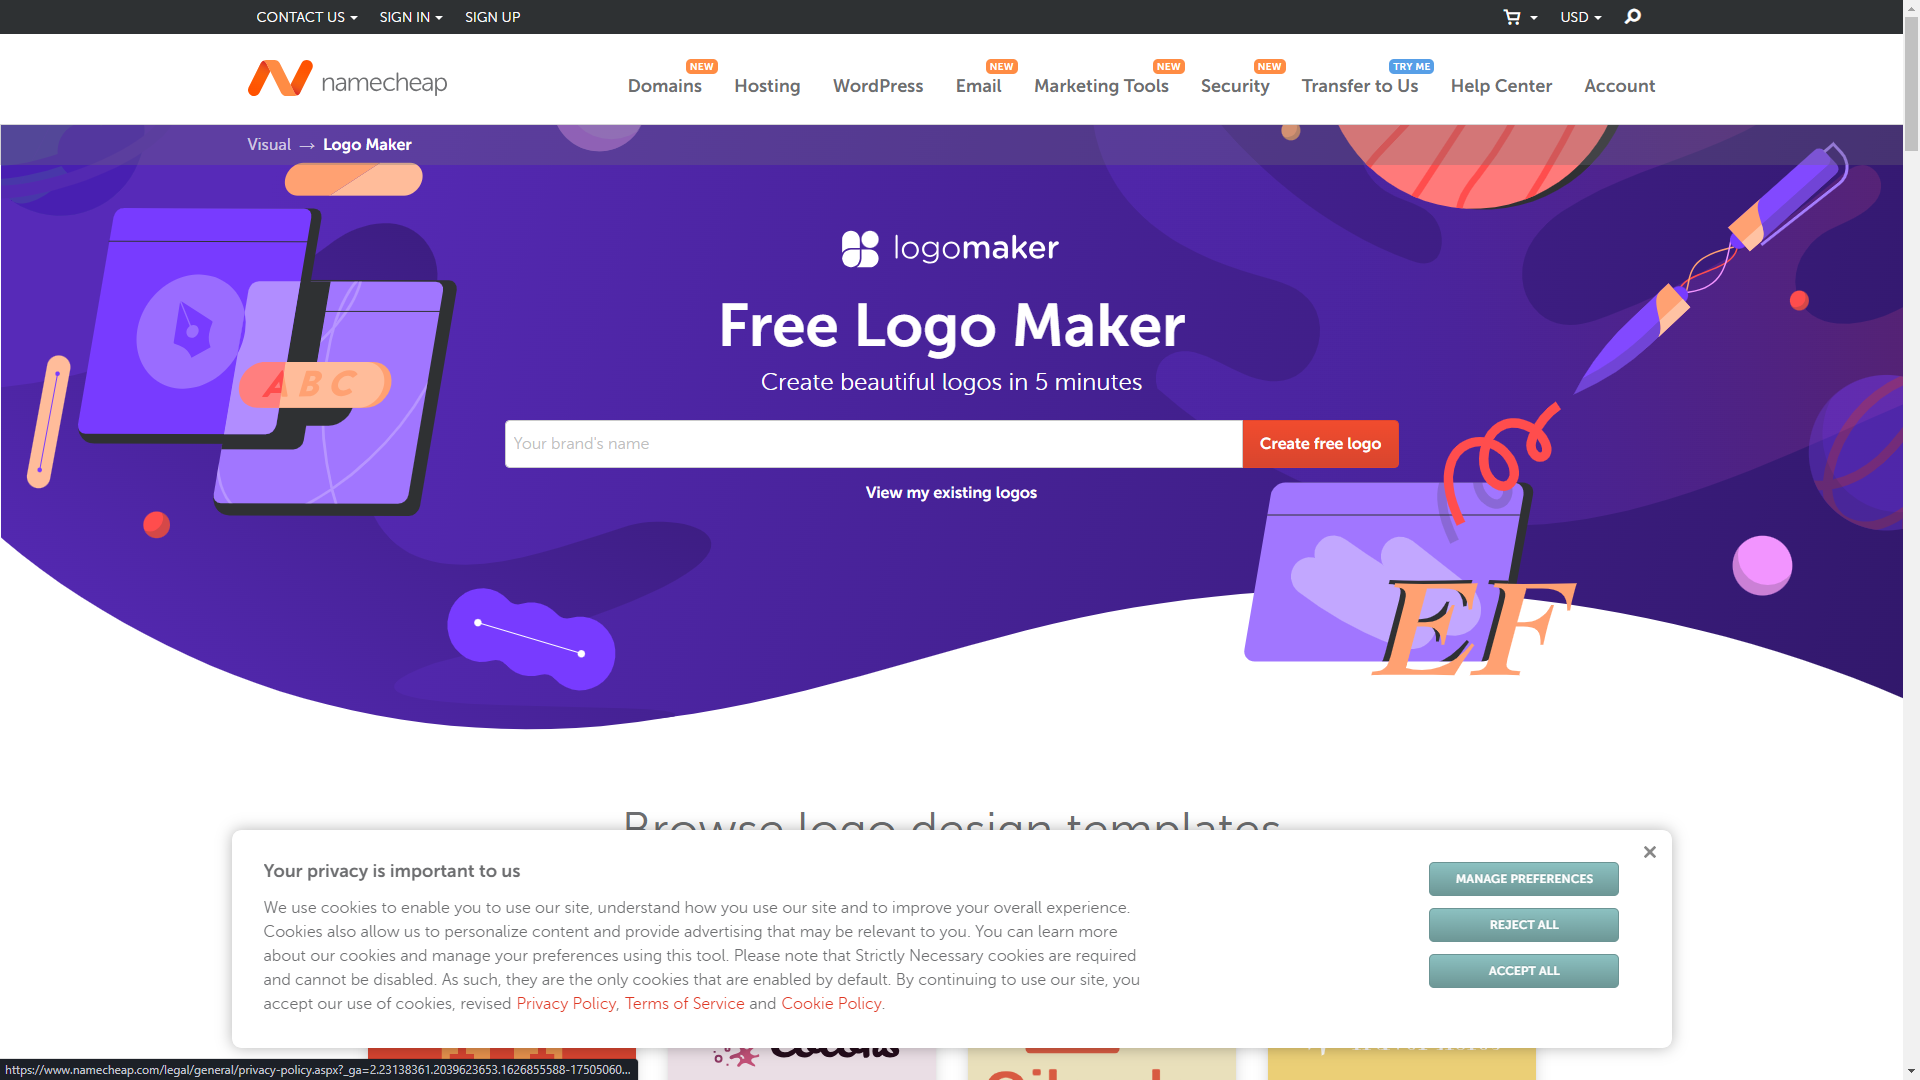 CONTACT US SIGN IN SIGN UP USD
namecheap
NEW NEW NEW NEW TRY ME
Domains Hosting WordPress Email Marketing Tools Security Transfer to Us Help Center Account
Visual → Logo Maker
logomaker
Free Logo Maker
Create beautiful logos in 5 minutes
Your brand's name Create free logo
View my existing logos
ABC
EF
Browse logo design templates
Your privacy is important to us
We use cookies to enable you to use our site, understand how you use our site and to improve your overall experience.
Cookies also allow us to personalize content and provide advertising that may be relevant to you. You can learn more
about our cookies and manage your preferences using this tool. Please note that Strictly Necessary cookies are required
and cannot be disabled. As such, they are the only cookies that are enabled by default. By continuing to use our site, you
accept our use of cookies, revised Privacy Policy, Terms of Service and Cookie Policy.
MANAGE PREFERENCES
REJECT ALL
ACCEPT ALL
https://www.namecheap.com/legal/general/privacy-policy.aspx?_ga=2.23138361.2039623653.1626855588-17505060...